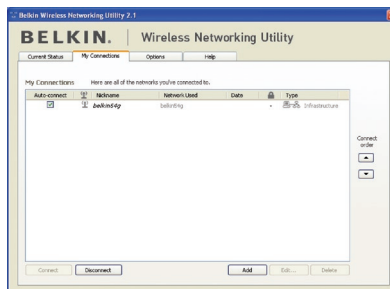 Belkin Wireless Networking Utility 2.1
BELKIN. Wireless Networking Utility
Current Status My Connections Options Help
My Connections Here are all of the networks you've connected to.
Auto-connect Nickname Network Used Date Type
belkin54g belkin54g - Infrastructure
Connect order
Connect Disconnect Add Edit... Delete